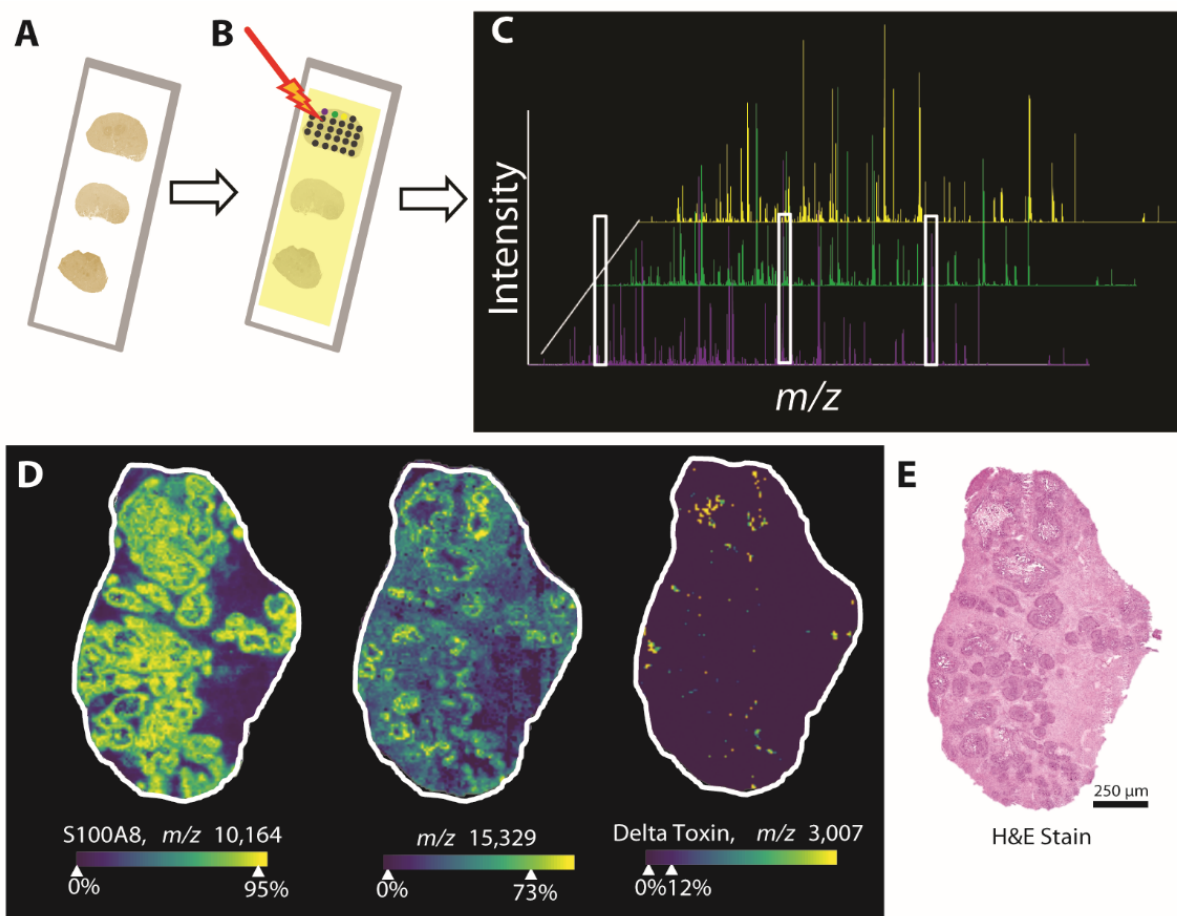 A
B
C
Intensity
m/z
D
E
S100A8, m/z 10,164
0% 95%
m/z 15,329
0% 73%
Delta Toxin, m/z 3,007
0% 12%
250 μm
H&E Stain